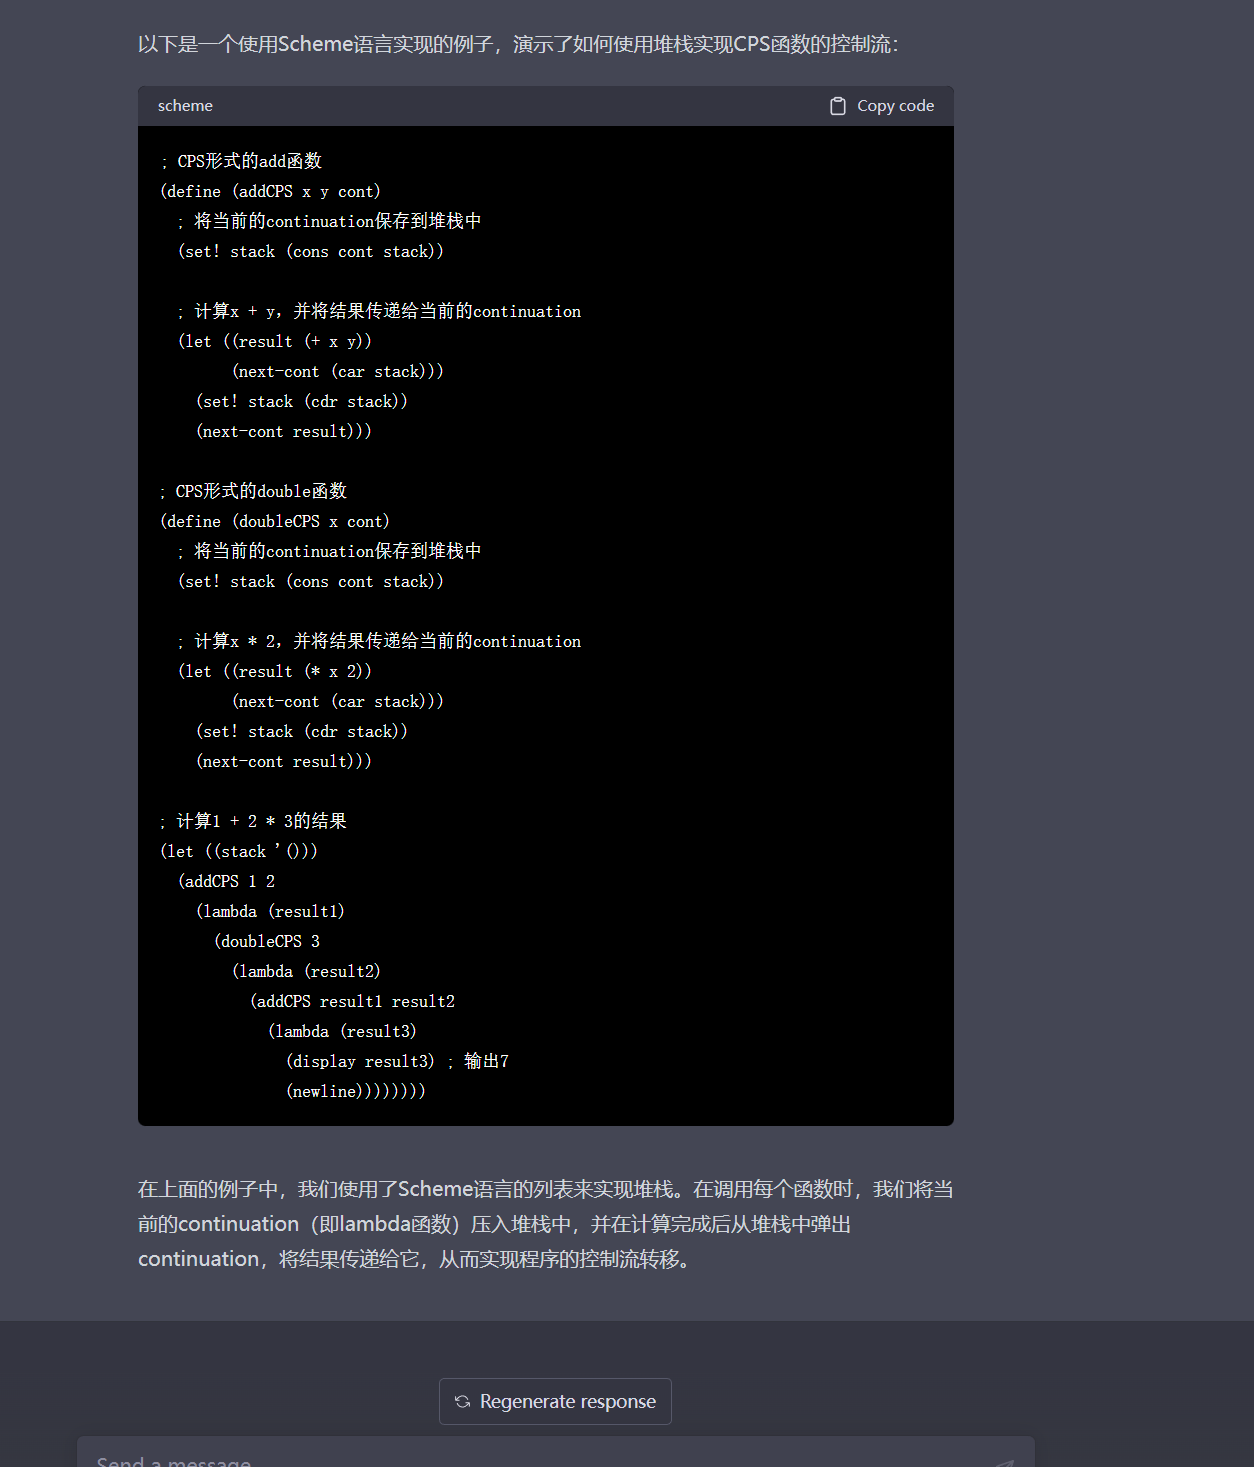 以下是一个使用Scheme语言实现的例子，演示了如何使用堆栈实现CPS函数的控制流：
scheme
Copy code
; CPS形式的add函数
(define (addCPS x y cont)
  ; 将当前的continuation保存到堆栈中
  (set! stack (cons cont stack))
  ; 计算x + y，并将结果传递给当前的continuation
  (let ((result (+ x y))
        (next-cont (car stack)))
    (set! stack (cdr stack))
    (next-cont result)))
; CPS形式的double函数
(define (doubleCPS x cont)
  ; 将当前的continuation保存到堆栈中
  (set! stack (cons cont stack))
  ; 计算x * 2，并将结果传递给当前的continuation
  (let ((result (* x 2))
        (next-cont (car stack)))
    (set! stack (cdr stack))
    (next-cont result)))
; 计算1 + 2 * 3的结果
(let ((stack '()))
  (addCPS 1 2
    (lambda (result1)
      (doubleCPS 3
        (lambda (result2)
          (addCPS result1 result2
            (lambda (result3)
              (display result3) ; 输出7
              (newline))))))))
在上面的例子中，我们使用了Scheme语言的列表来实现堆栈。在调用每个函数时，我们将当
前的continuation（即lambda函数）压入堆栈中，并在计算完成后从堆栈中弹出
continuation，将结果传递给它，从而实现程序的控制流转移。
Regenerate response
Send a message